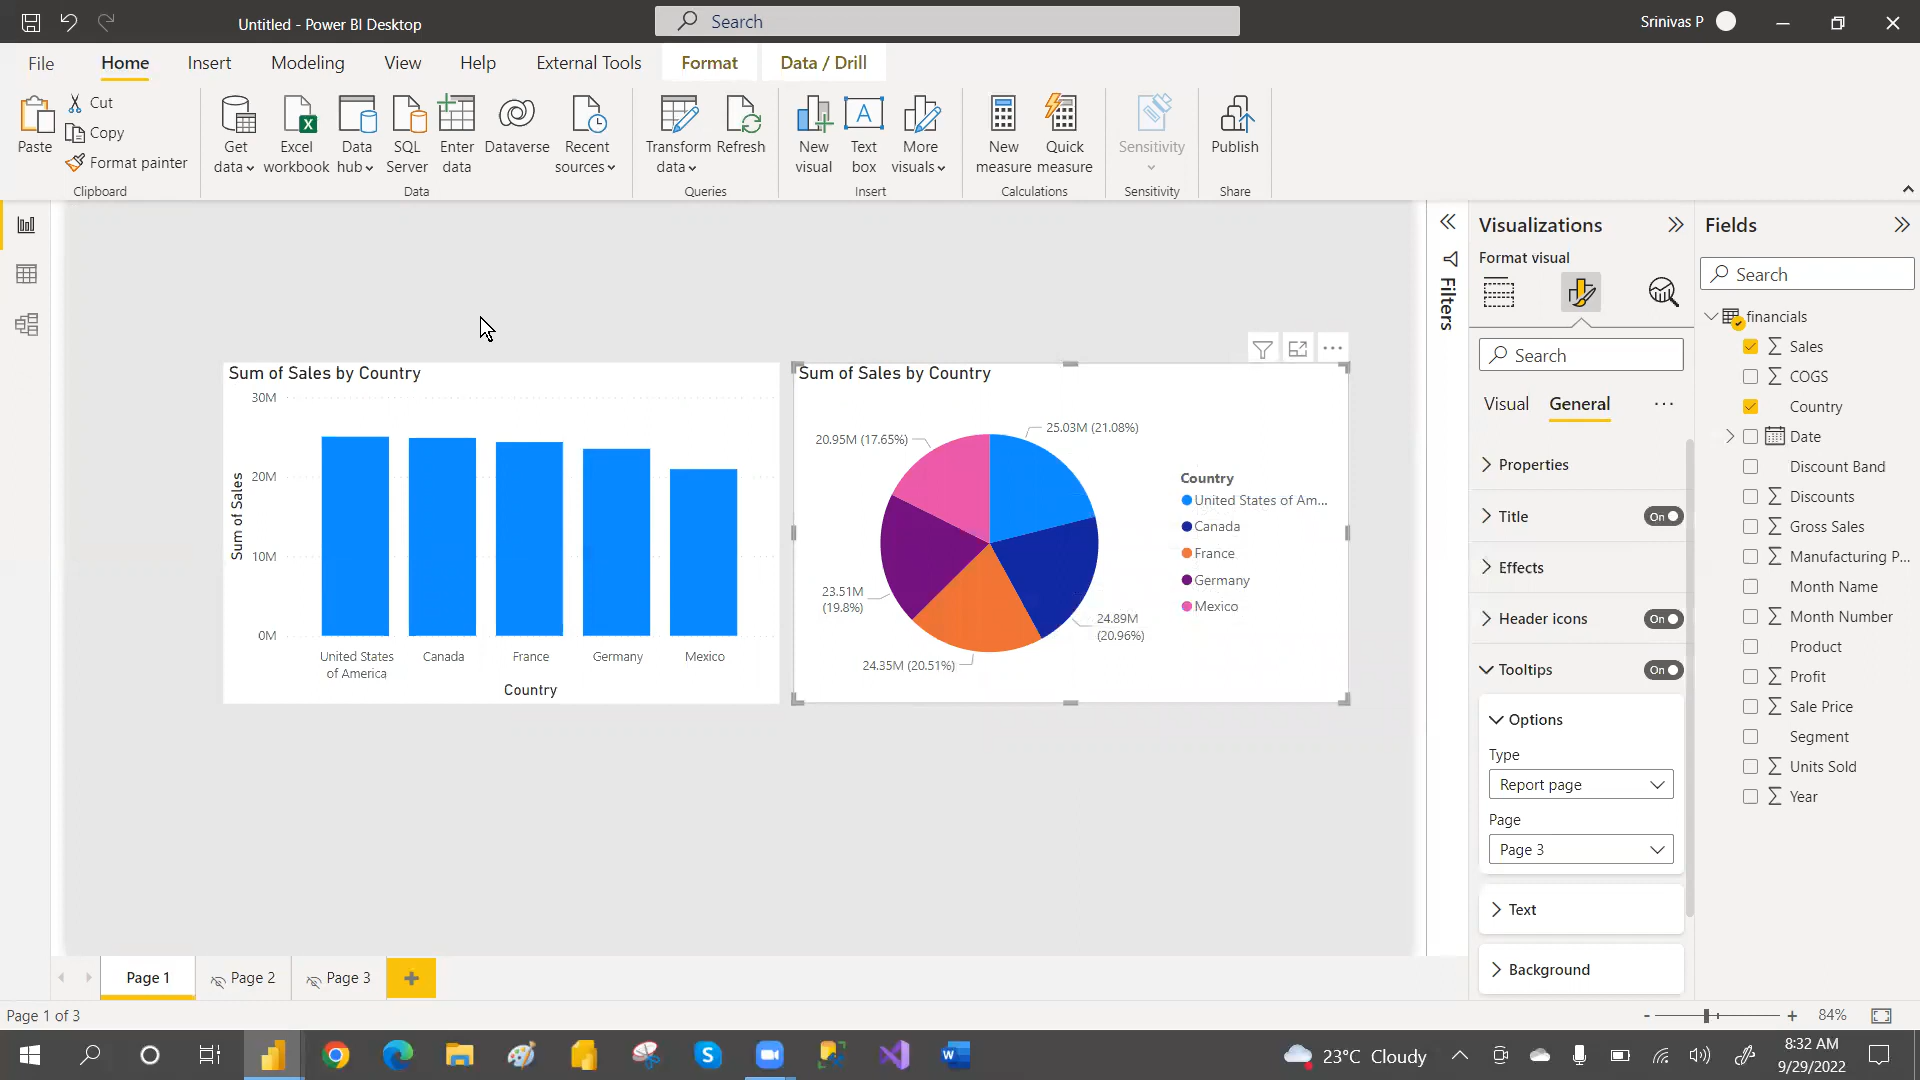 Untitled - Power BI Desktop
Search
Srinivas P
File
Home
Insert
Modeling
View
Help
External Tools
Format
Data / Drill
Paste
Cut
Copy
Format painter
Clipboard
Get data
Excel workbook
Data hub
SQL Server
Enter data
Dataverse
Recent sources
Data
Transform data
Refresh
Queries
New visual
Text box
More visuals
Insert
New measure
Quick measure
Calculations
Sensitivity
Sensitivity
Publish
Share
Sum of Sales by Country
30M
20M
10M
0M
Sum of Sales
United States of America
Canada
France
Germany
Mexico
Country
Sum of Sales by Country
20.95M (17.65%)
25.03M (21.08%)
23.51M
(19.8%)
24.89M
(20.96%)
24.35M (20.51%)
Country
United States of Am...
Canada
France
Germany
Mexico
Filters
Visualizations
Format visual
Search
Visual
General
Properties
Title
On
Effects
Header icons
On
Tooltips
On
Options
Type
Report page
Page
Page 3
Text
Background
Fields
Search
financials
Sales
COGS
Country
Date
Discount Band
Discounts
Gross Sales
Manufacturing P...
Month Name
Month Number
Product
Profit
Sale Price
Segment
Units Sold
Year
Page 1
Page 2
Page 3
+
Page 1 of 3
- + 84%
23°C Cloudy
8:32 AM
9/29/2022